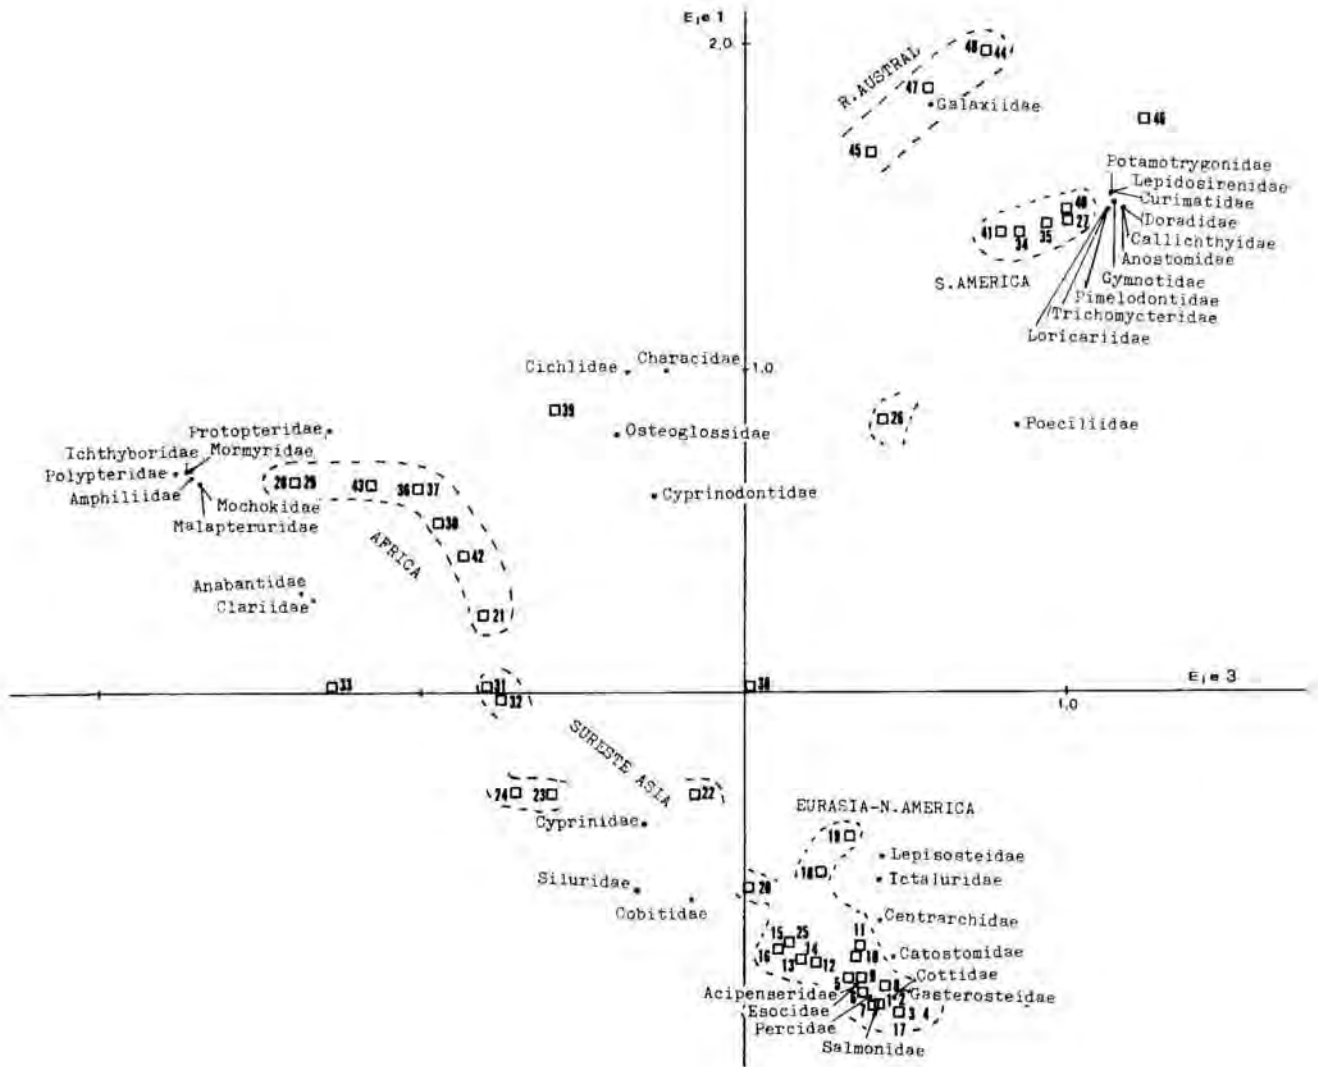 E₁e 1
2,0
48 44
R. AUSTRAL
47
Galaxiidae
46
45
Potamotrygonidae
Lepidosirenidae
Curimatidae
40
Doradidae
27
41
34
35
Callichthyidae
Anostomidae
S. AMERICA
Gymnotidae
Pimelodontidae
Trichomycteridae
Loricariidae
Characidae
Cichlidae
1,0
39
26
Poeciliidae
Protopteridae
Osteoglossidae
Ichthyboridae
Mormyridae
Polypteridae
28 29
43
36 37
Amphiliidae
Cyprinodontidae
Mochokidae
Malapteruridae
38
AFRICA
42
Anabantidae
Clariidae
21
33
31
30
E₁e 3
32
1,0
SURESTE ASIA
24
23
22
EURASIA-N. AMERICA
Cyprinidae
19
Lepisosteidae
18
Ictaluridae
Siluridae
20
Cobitidae
Centrarchidae
15
25
11
16
14
10
Catostomidae
13
12
5
9
Cottidae
Acipenseridae
8
Gasterosteidae
6
1
2
Esocidae
7
3 4
Percidae
17
Salmonidae